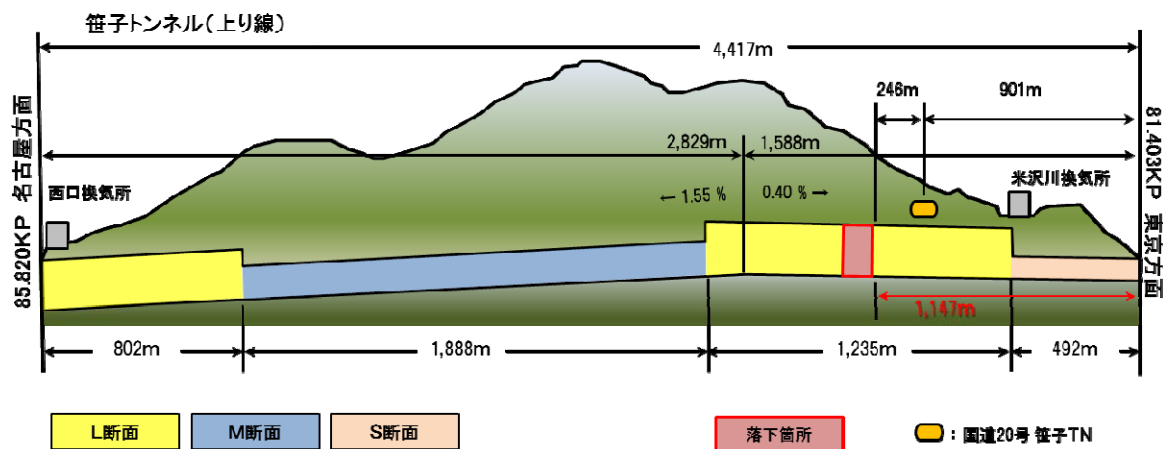 笹子トンネル(上り線)
4,417m
246m
901m
2,829m
1,588m
85.820KP 名古屋方面
81.403KP 東京方面
西口換気所
米沢川換気所
← 1.55 %
0.40 % →
1,147m
802m
1,888m
1,235m
492m
L断面
M断面
S断面
落下箇所
：国道20号 笹子TN